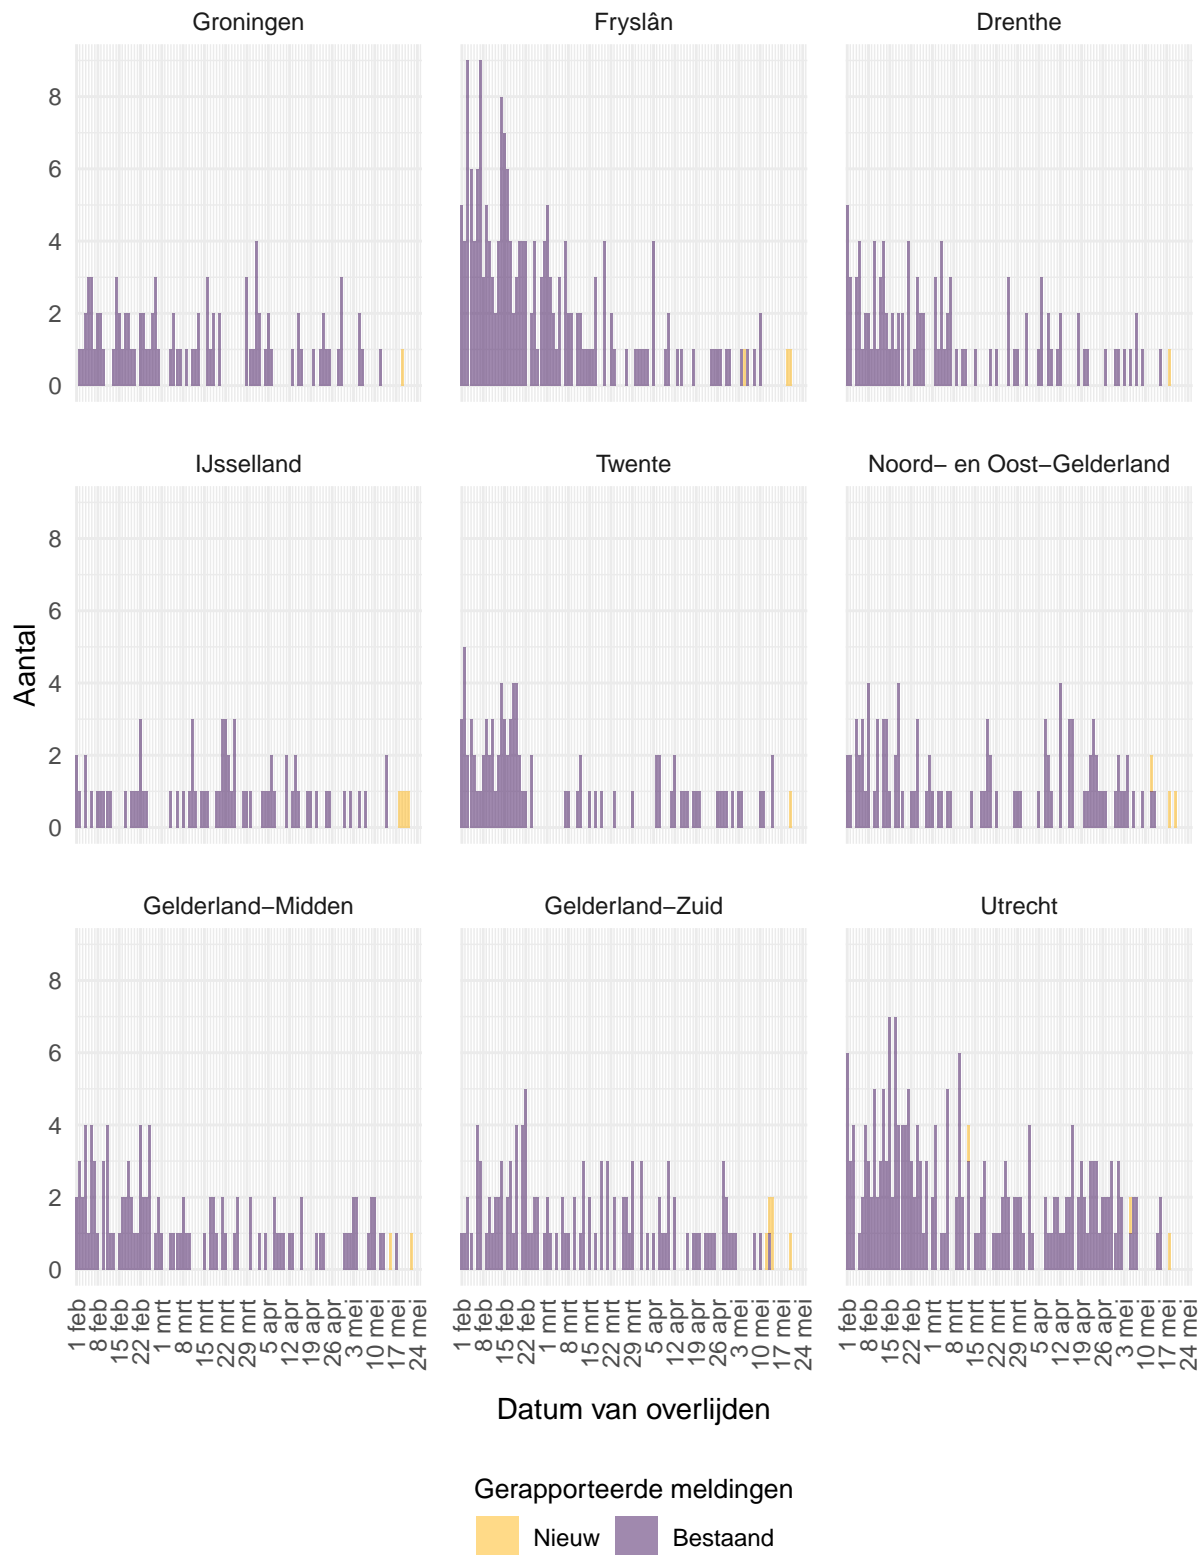 Groningen
Fryslân
Drenthe
8
6
4
2
0
IJsselland
Twente
Noord− en Oost−Gelderland
8
6
4
2
0
Aantal
Gelderland−Midden
Gelderland−Zuid
Utrecht
8
6
4
2
0
1 feb
8 feb
15 feb
22 feb
1 mrt
8 mrt
15 mrt
22 mrt
29 mrt
5 apr
12 apr
19 apr
26 apr
3 mei
10 mei
17 mei
24 mei
1 feb
8 feb
15 feb
22 feb
1 mrt
8 mrt
15 mrt
22 mrt
29 mrt
5 apr
12 apr
19 apr
26 apr
3 mei
10 mei
17 mei
24 mei
1 feb
8 feb
15 feb
22 feb
1 mrt
8 mrt
15 mrt
22 mrt
29 mrt
5 apr
12 apr
19 apr
26 apr
3 mei
10 mei
17 mei
24 mei
Datum van overlijden
Gerapporteerde meldingen
Nieuw
Bestaand